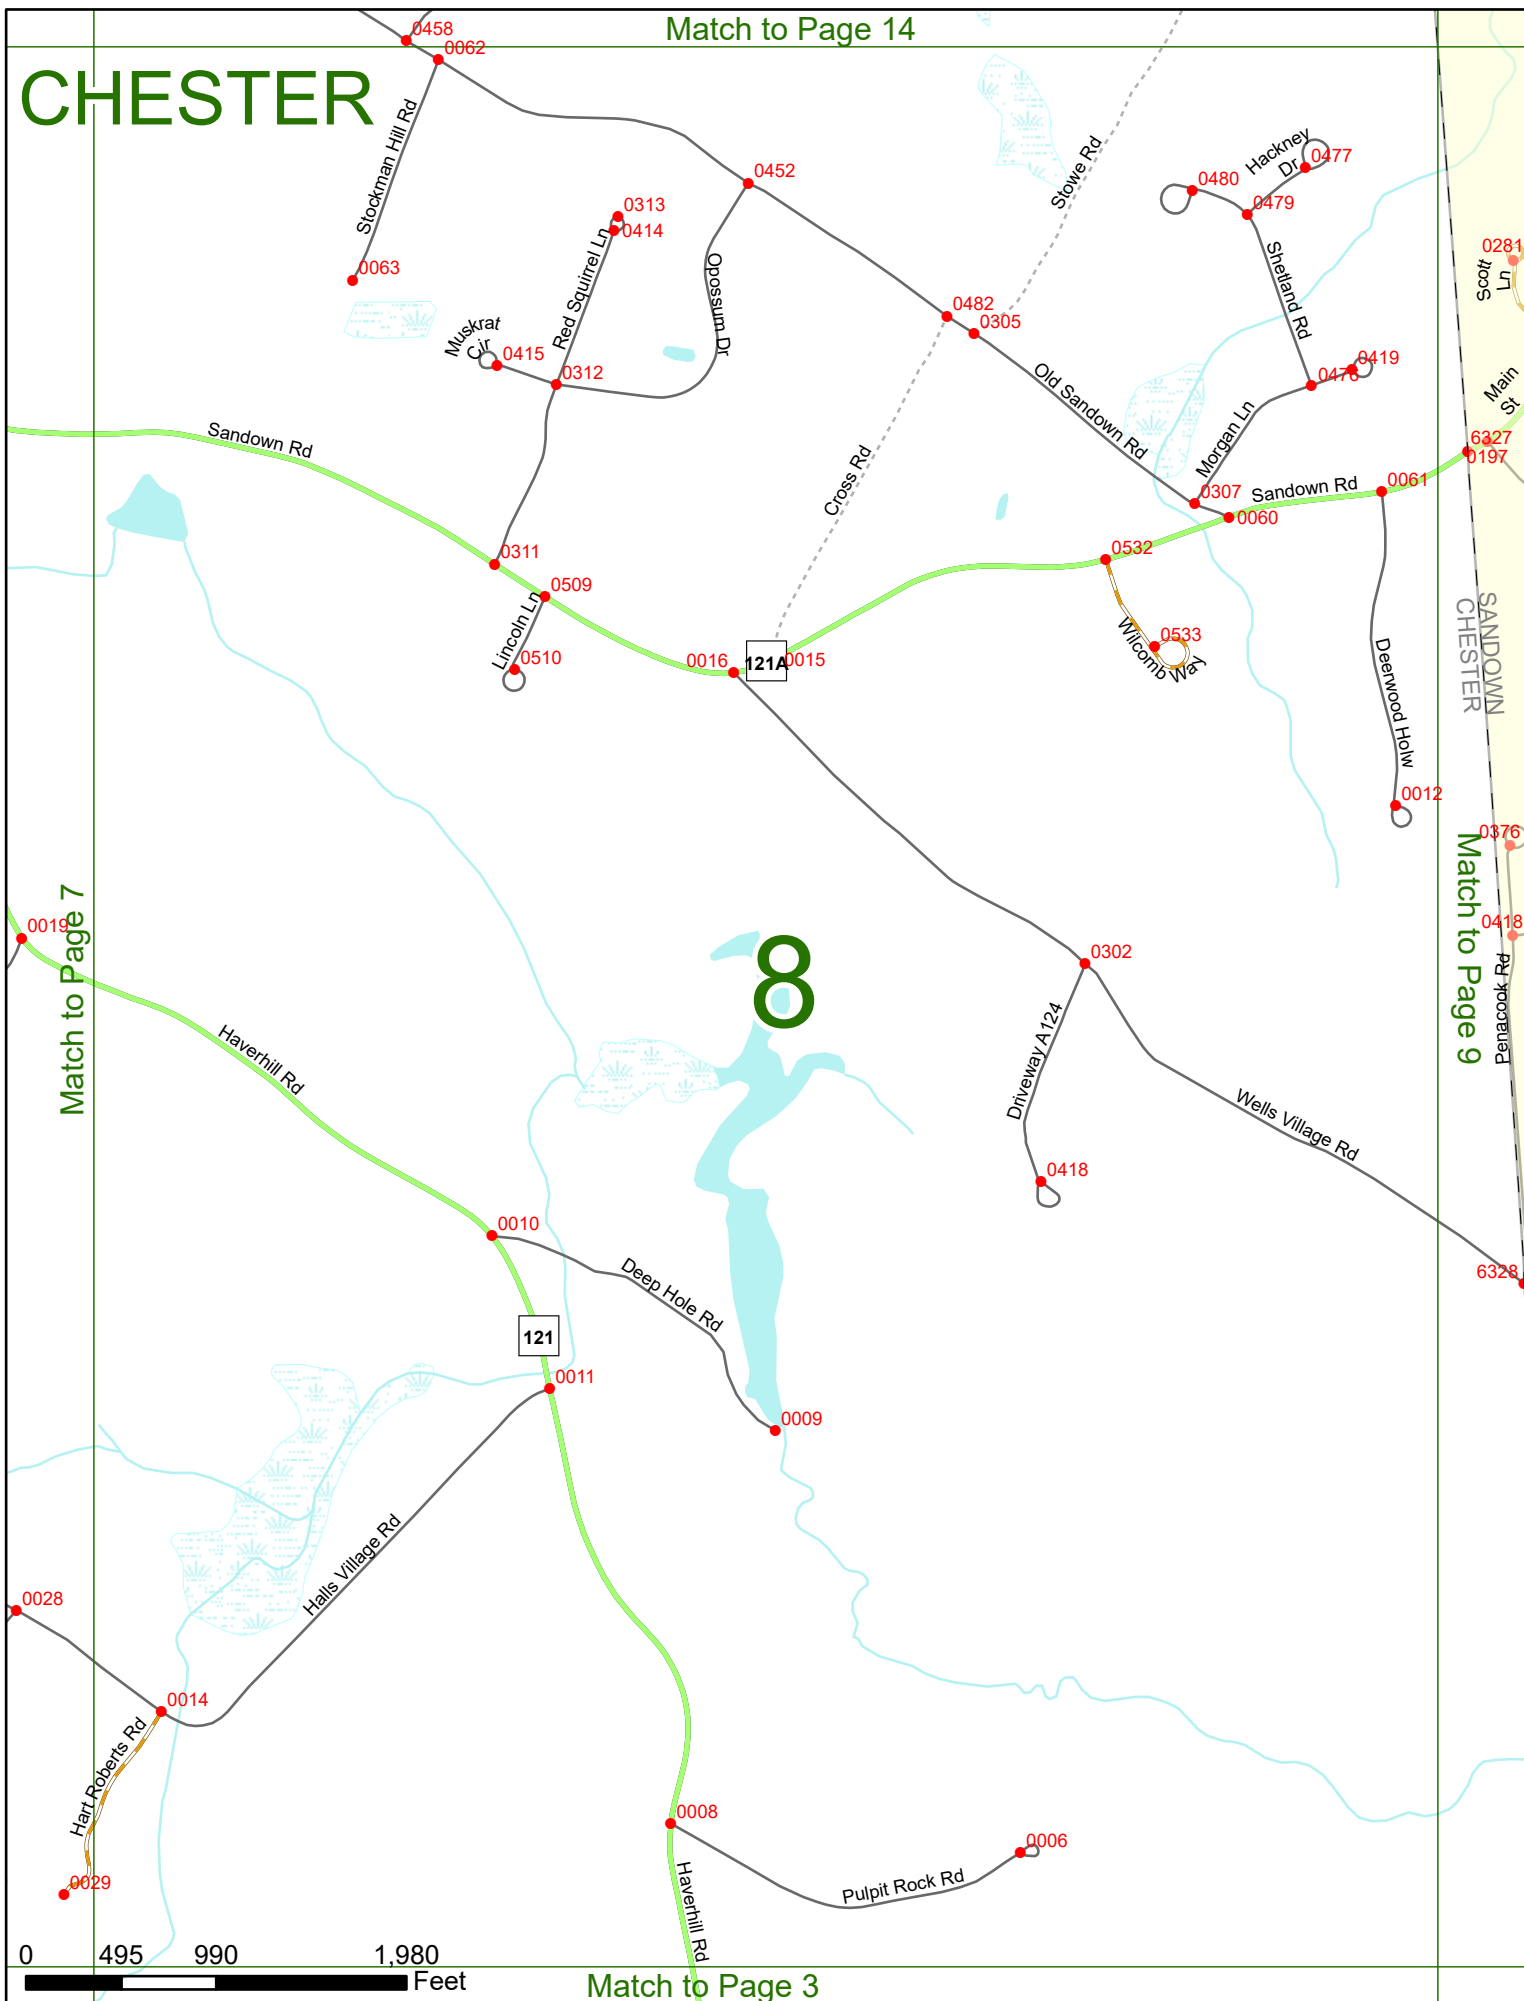 Match to Page 14
CHESTER
0458
0062
Stockman Hill Rd
0063
0452
0313
0414
Red Squirrel Ln
Opossum Dr
Muskrat
Cir
0415
0312
Stowe Rd
Hackney
Dr
0477
0480
0479
Shetland Rd
0281
Scott
Ln
0482
0305
Old Sandown Rd
0419
0476
Morgan Ln
Main
St
6327
0197
Sandown Rd
Cross Rd
0307
0060
Sandown Rd
0061
0311
0509
Lincoln Ln
0510
0532
0533
Wilcomb Way
0016
121A
0015
Deerwood Holw
0012
SANDOWN
CHESTER
0376
0418
Penacook Rd
Match to Page 9
Match to Page 7
0019
Haverhill Rd
8
0302
Driveway A124
0418
Wells Village Rd
6328
0010
Deep Hole Rd
121
0011
0009
Halls Village Rd
0028
0014
Hart Roberts Rd
0029
0008
0006
Pulpit Rock Rd
Haverhill Rd
0 495 990 1,980
Feet
Match to Page 3